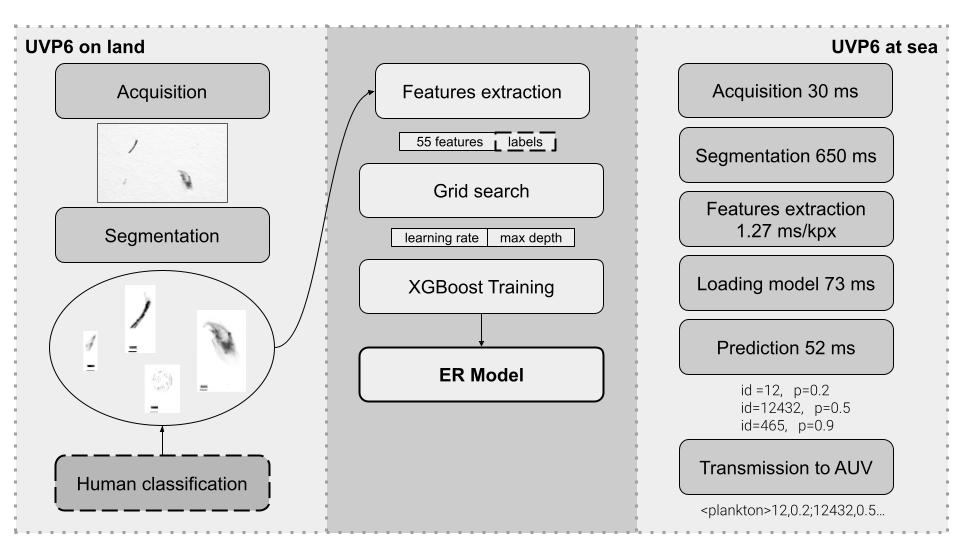 UVP6 on land
Acquisition
Segmentation
Human classification
Features extraction
55 features labels
Grid search
learning rate max depth
XGBoost Training
ER Model
UVP6 at sea
Acquisition 30 ms
Segmentation 650 ms
Features extraction
1.27 ms/kpx
Loading model 73 ms
Prediction 52 ms
id =12, p=0.2
id=12432, p=0.5
id=465, p=0.9
Transmission to AUV
<plankton>12,0.2;12432,0.5...